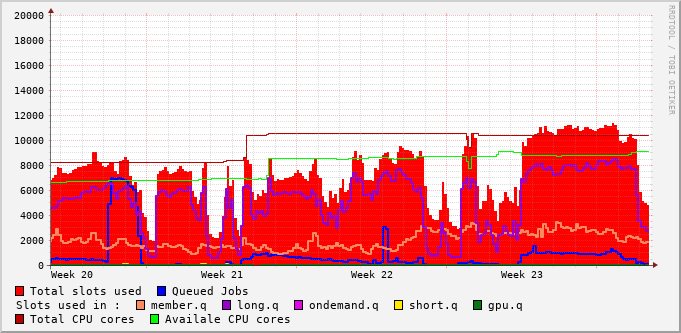 20000
18000
16000
14000
12000
10000
8000
6000
4000
2000
0
Week 20 Week 21 Week 22 Week 23
RRDTOOL / TOBI OETIKER
Total slots used Queued Jobs
Slots used in : member.q long.q ondemand.q short.q gpu.q
Total CPU cores Availale CPU cores